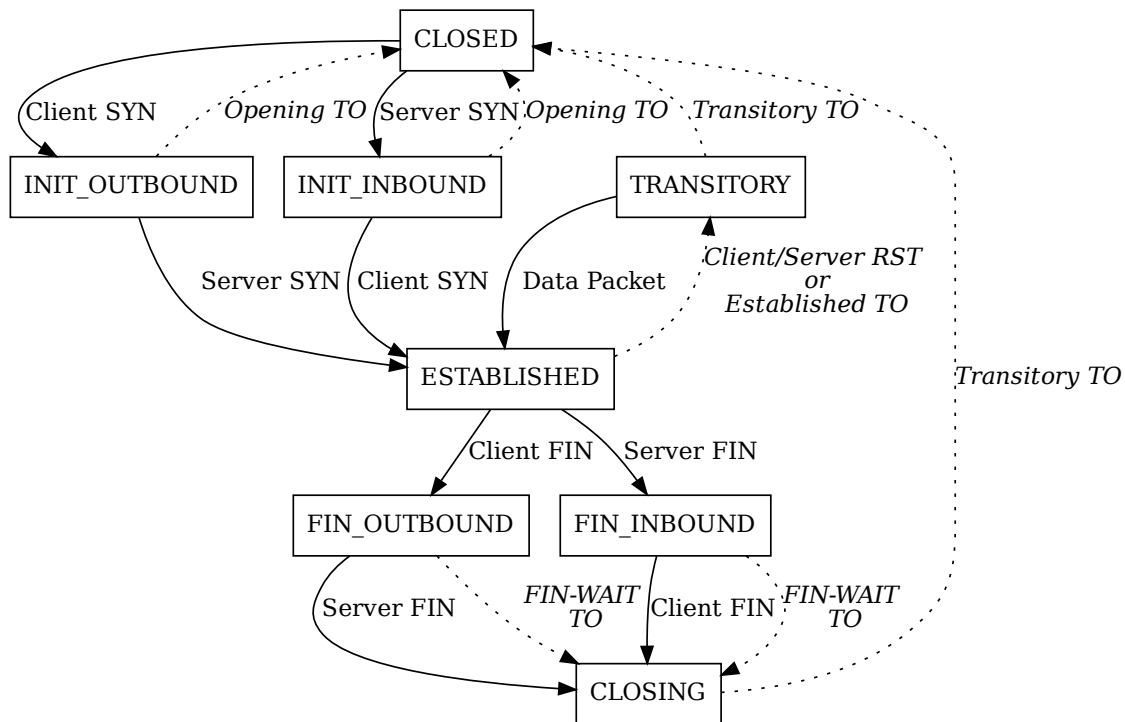 CLOSED
Client SYN
Opening TO
Server SYN
Opening TO
Transitory TO
INIT_OUTBOUND
INIT_INBOUND
TRANSITORY
Server SYN
Client SYN
Data Packet
Client/Server RST
or
Established TO
ESTABLISHED
Transitory TO
Client FIN
Server FIN
FIN_OUTBOUND
FIN_INBOUND
Server FIN
FIN-WAIT
TO
Client FIN
FIN-WAIT
TO
CLOSING